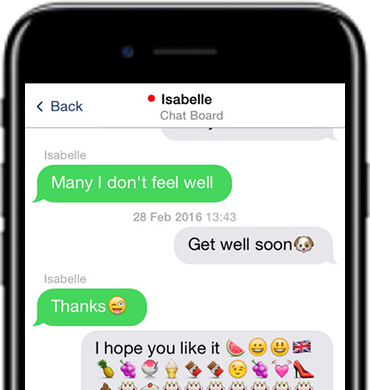 Isabelle
Back
Chat Board
Isabelle
Many I don't feel well
28 Feb 2016 13:43
Get well soon🐶
Isabelle
Thanks😜
I hope you like it 🍉😀😃🇬🇧
🍍🍇🍨🍦🍫🍫😉🍇💓👠